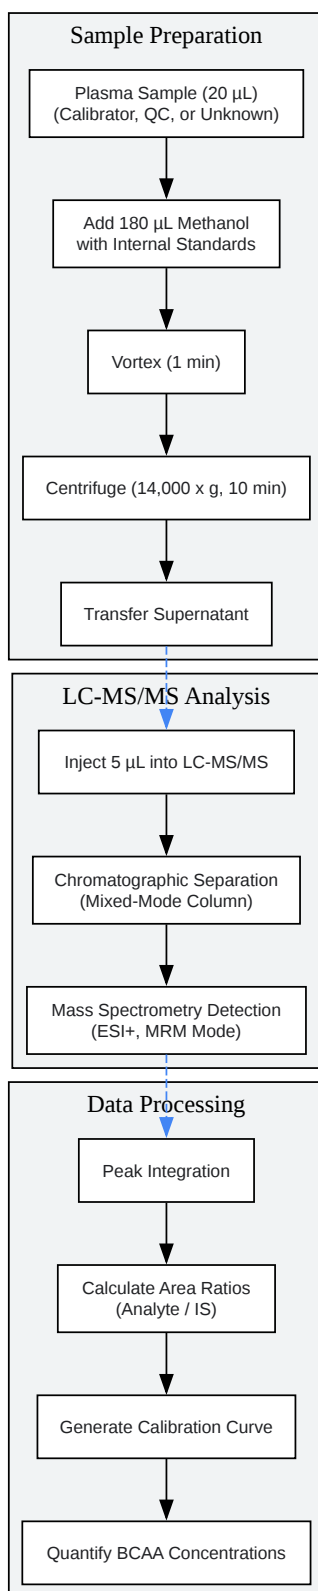 Sample Preparation
Plasma Sample (20 µL)
(Calibrator, QC, or Unknown)
Add 180 µL Methanol
with Internal Standards
Vortex (1 min)
Centrifuge (14,000 x g, 10 min)
Transfer Supernatant
LC-MS/MS Analysis
Inject 5 µL into LC-MS/MS
Chromatographic Separation
(Mixed-Mode Column)
Mass Spectrometry Detection
(ESI+, MRM Mode)
Data Processing
Peak Integration
Calculate Area Ratios
(Analyte / IS)
Generate Calibration Curve
Quantify BCAA Concentrations